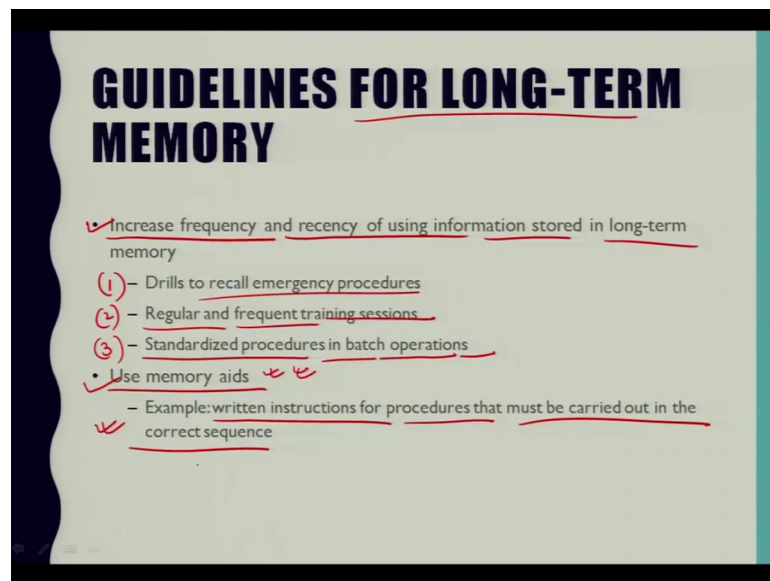 GUIDELINES FOR LONG-TERM
MEMORY
• Increase frequency and recency of using information stored in long-term
memory
(1) – Drills to recall emergency procedures
(2) – Regular and frequent training sessions
(3) – Standardized procedures in batch operations
• Use memory aids
– Example: written instructions for procedures that must be carried out in the
correct sequence